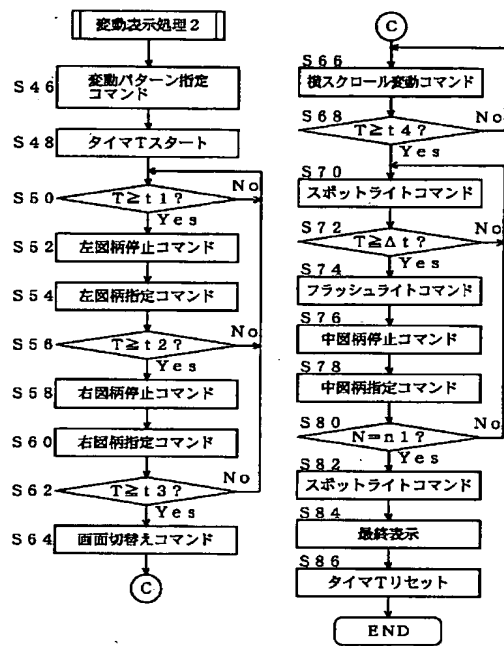 変動表示処理2
S46
変動パターン指定
コマンド
S48
タイマTスタート
S50
T≧t1?
No
Yes
S52
左図柄停止コマンド
S54
左図柄指定コマンド
S56
T≧t2?
No
Yes
S58
右図柄停止コマンド
S60
右図柄指定コマンド
S62
T≧t3?
No
Yes
S64
画面切替えコマンド
C
C
S66
横スクロール変動コマンド
S68
T≧t4?
No
Yes
S70
スポットライトコマンド
S72
T≧Δt?
No
Yes
S74
フラッシュライトコマンド
S76
中図柄停止コマンド
S78
中図柄指定コマンド
S80
N=n1?
No
Yes
S82
スポットライトコマンド
S84
最終表示
S86
タイマTリセット
END